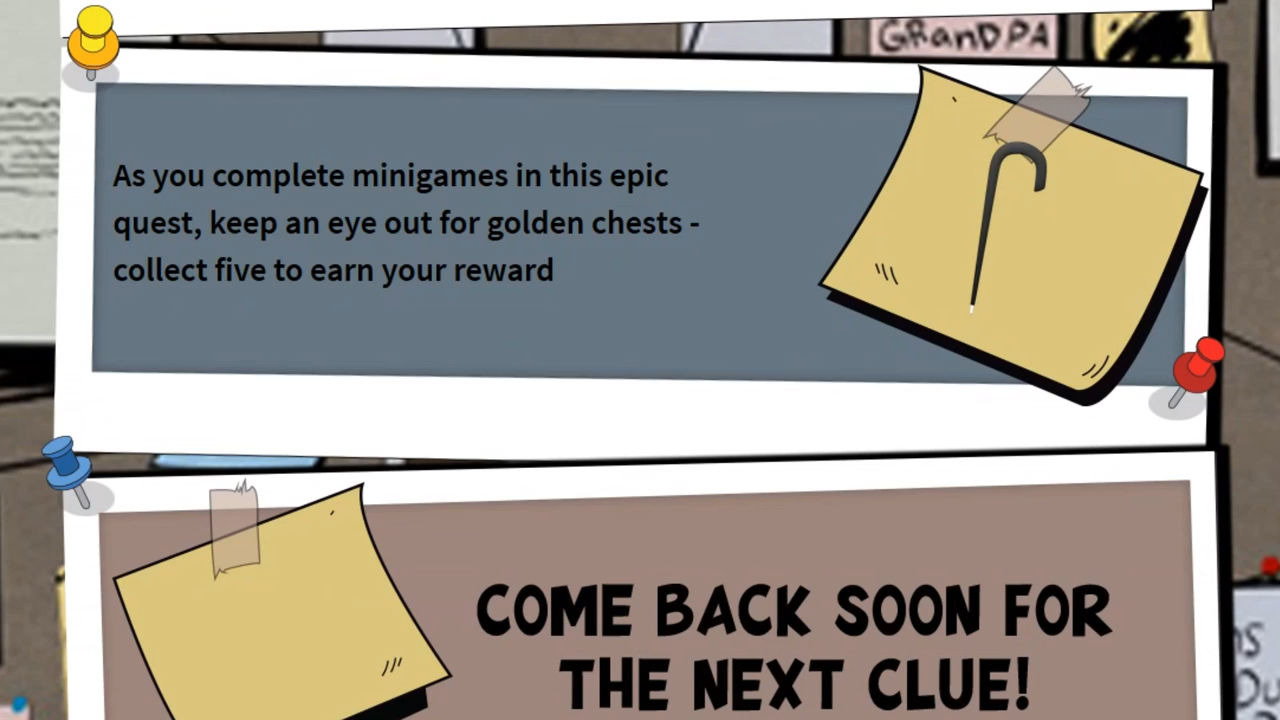 GRanDPA
As you complete minigames in this epic
quest, keep an eye out for golden chests -
collect five to earn your reward
COME BACK SOON FOR
THE NEXT CLUE!